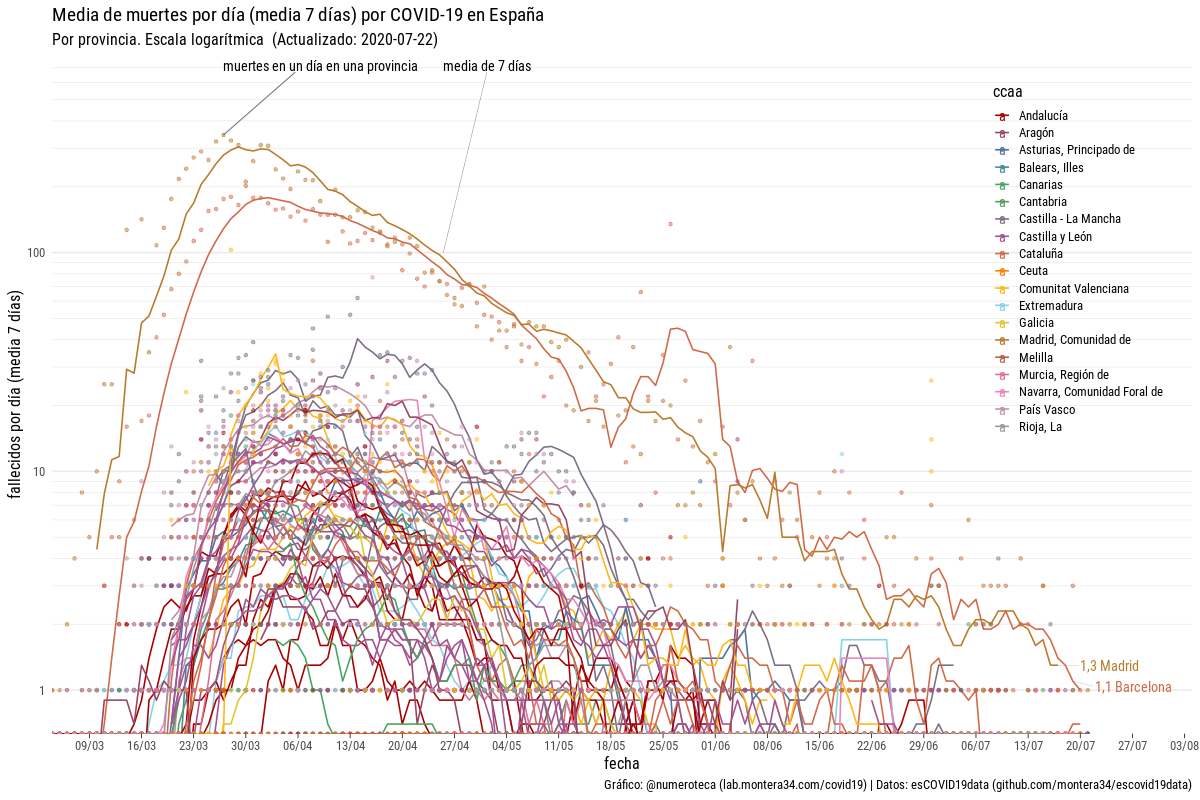 Media de muertes por día (media 7 días) por COVID-19 en España
Por provincia. Escala logarítmica  (Actualizado: 2020-07-22)
muertes en un día en una provincia
media de 7 días
ccaa
Andalucía
Aragón
Asturias, Principado de
Balears, Illes
Canarias
Cantabria
Castilla - La Mancha
Castilla y León
Cataluña
Ceuta
Comunitat Valenciana
Extremadura
Galicia
Madrid, Comunidad de
Melilla
Murcia, Región de
Navarra, Comunidad Foral de
País Vasco
Rioja, La
fallecidos por día (media  7 días)
100
10
1
1,3 Madrid
1,1 Barcelona
09/03 16/03 23/03 30/03 06/04 13/04 20/04 27/04 04/05 11/05 18/05 25/05 01/06 08/06 15/06 22/06 29/06 06/07 13/07 20/07 27/07 03/08
fecha
Gráfico: @numeroteca (lab.montera34.com/covid19) | Datos: esCOVID19data (github.com/montera34/escovid19data)